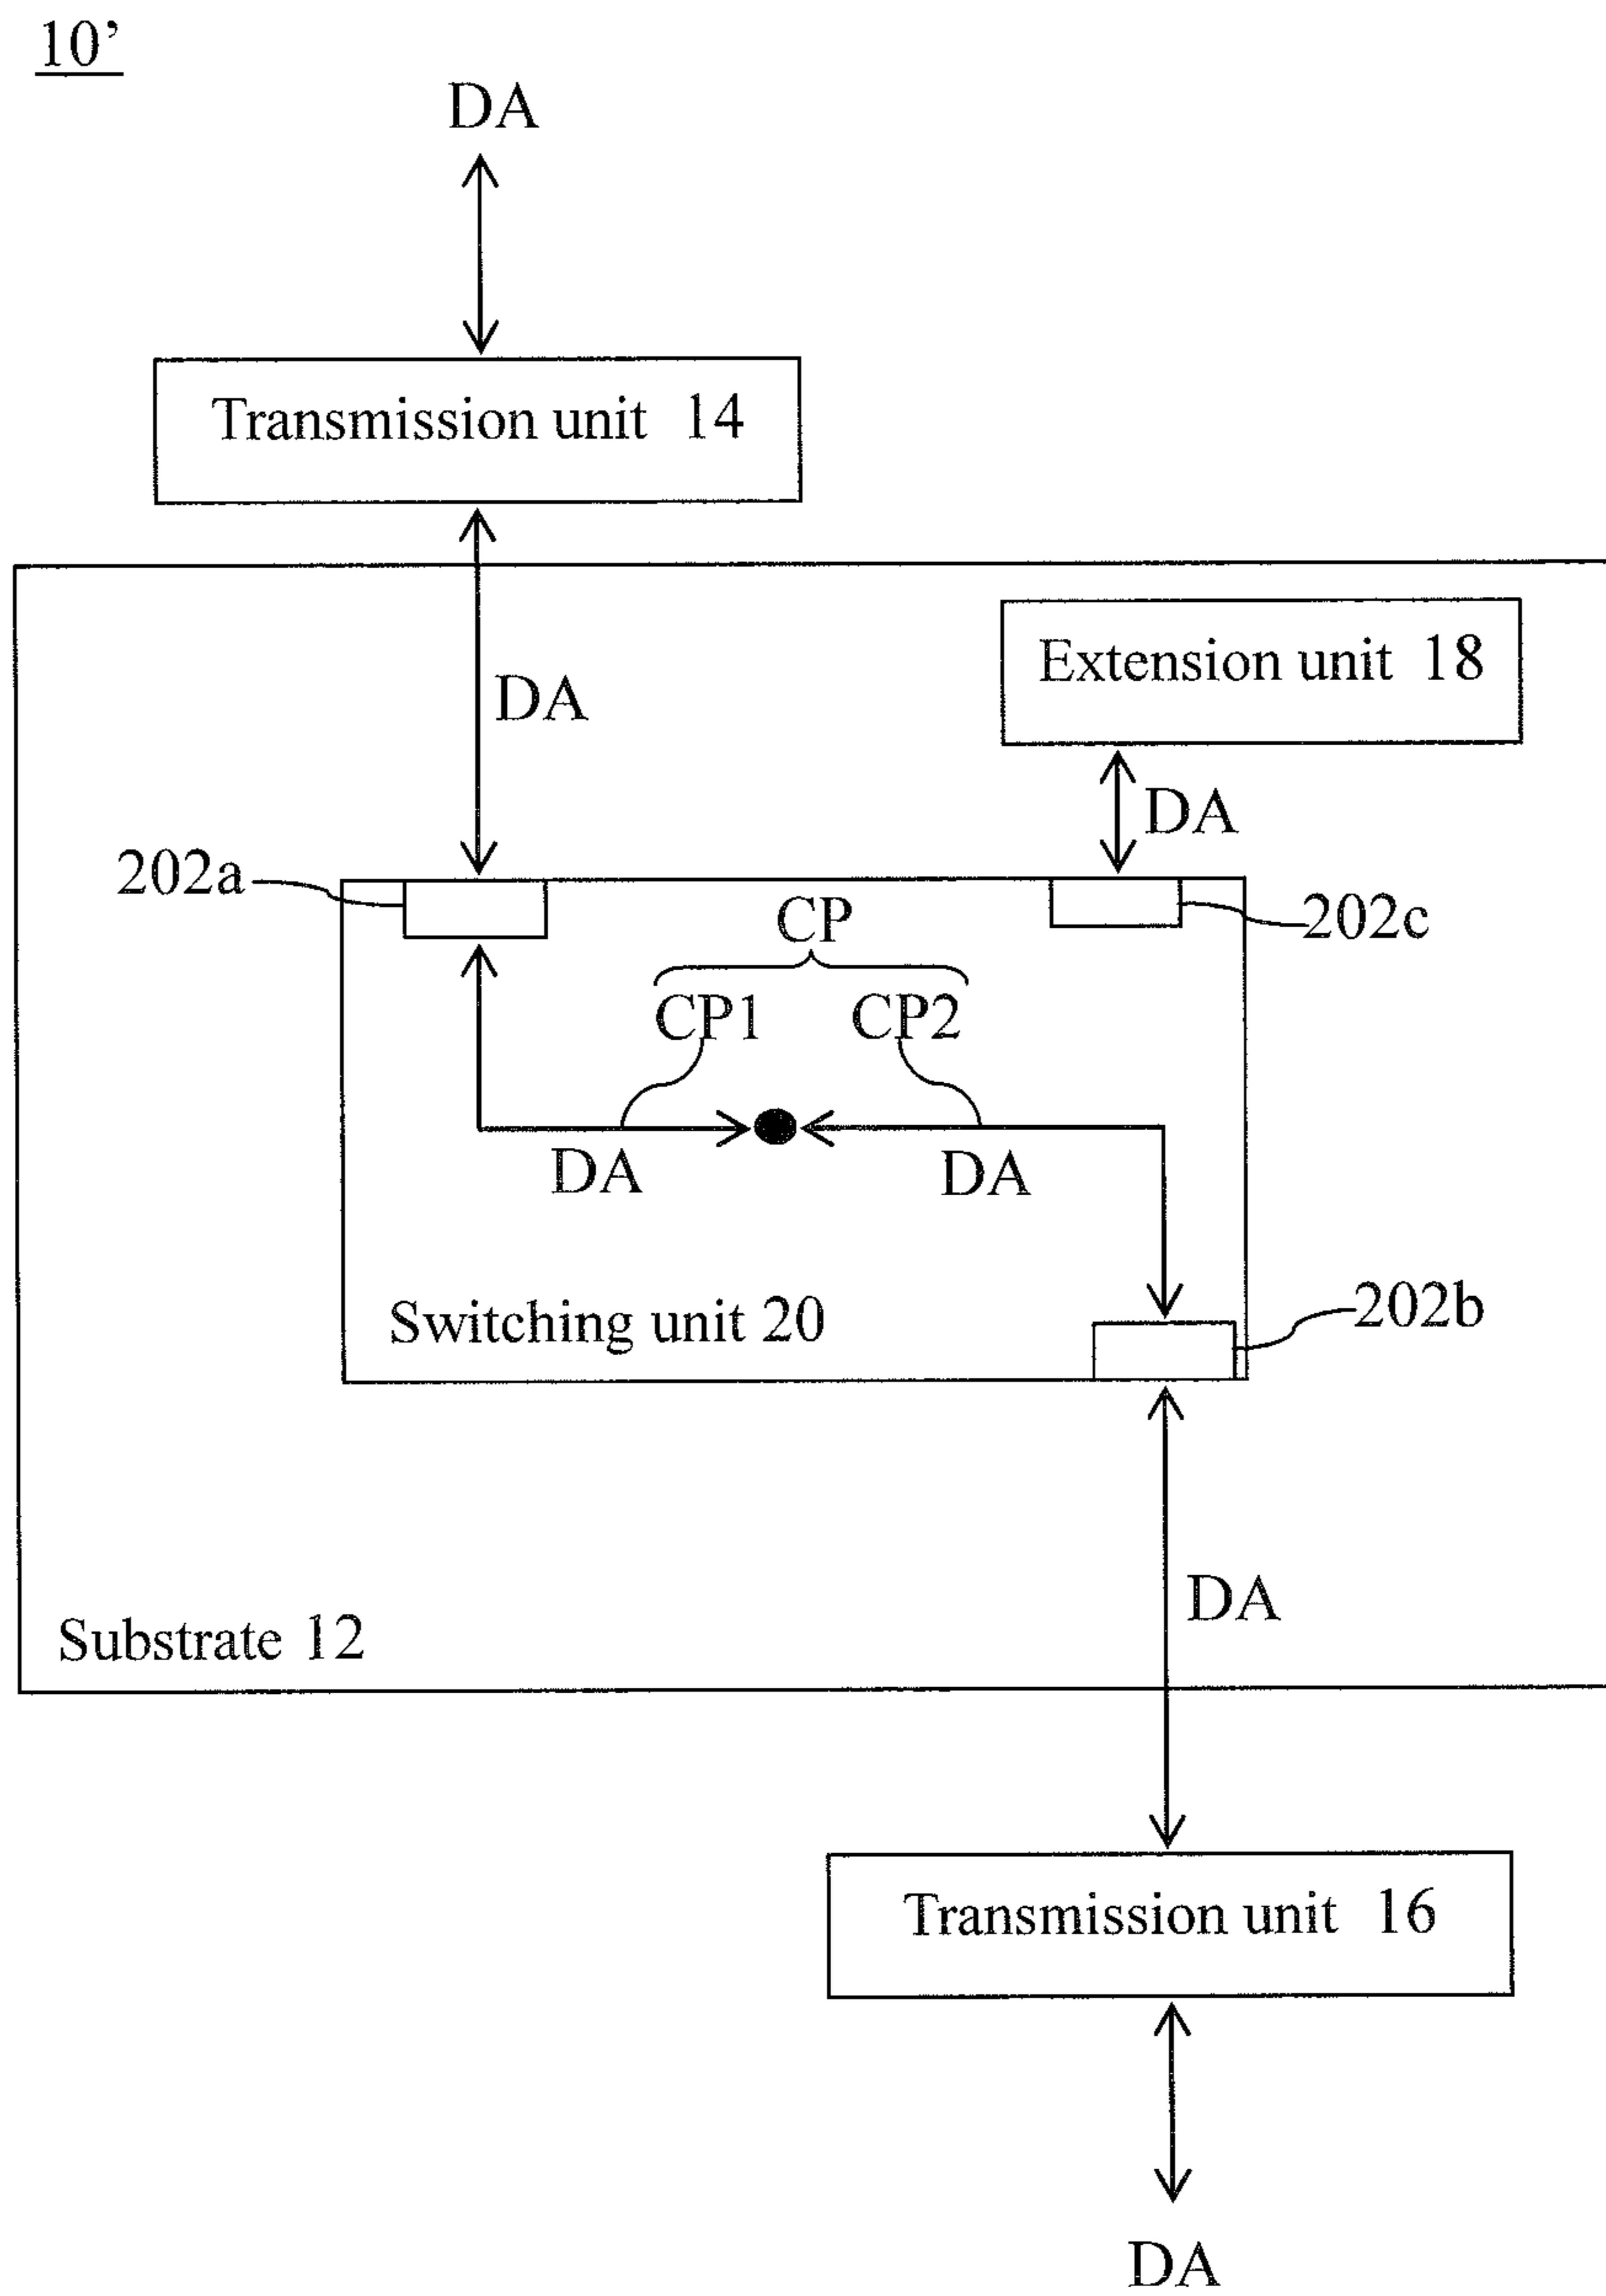 10’
DA
Transmission unit 14
Extension unit 18
DA
DA
202a
202c
CP
CP1 CP2
DA DA
202b
Switching unit 20
DA
Substrate 12
Transmission unit 16
DA